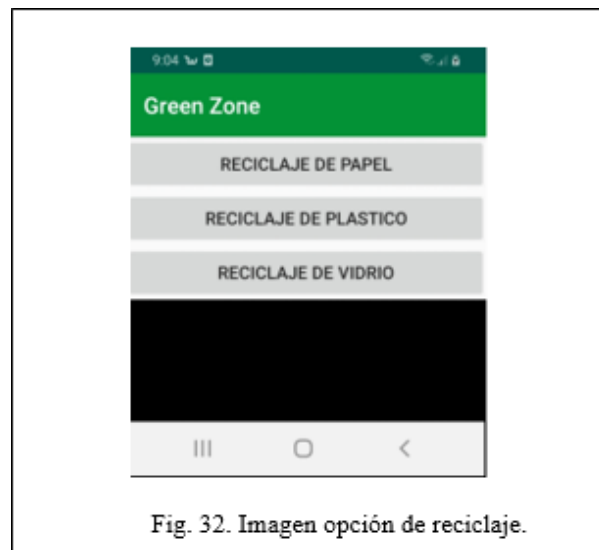 9:04
Green Zone
RECICLAJE DE PAPEL
RECICLAJE DE PLASTICO
RECICLAJE DE VIDRIO
Fig. 32. Imagen opción de reciclaje.